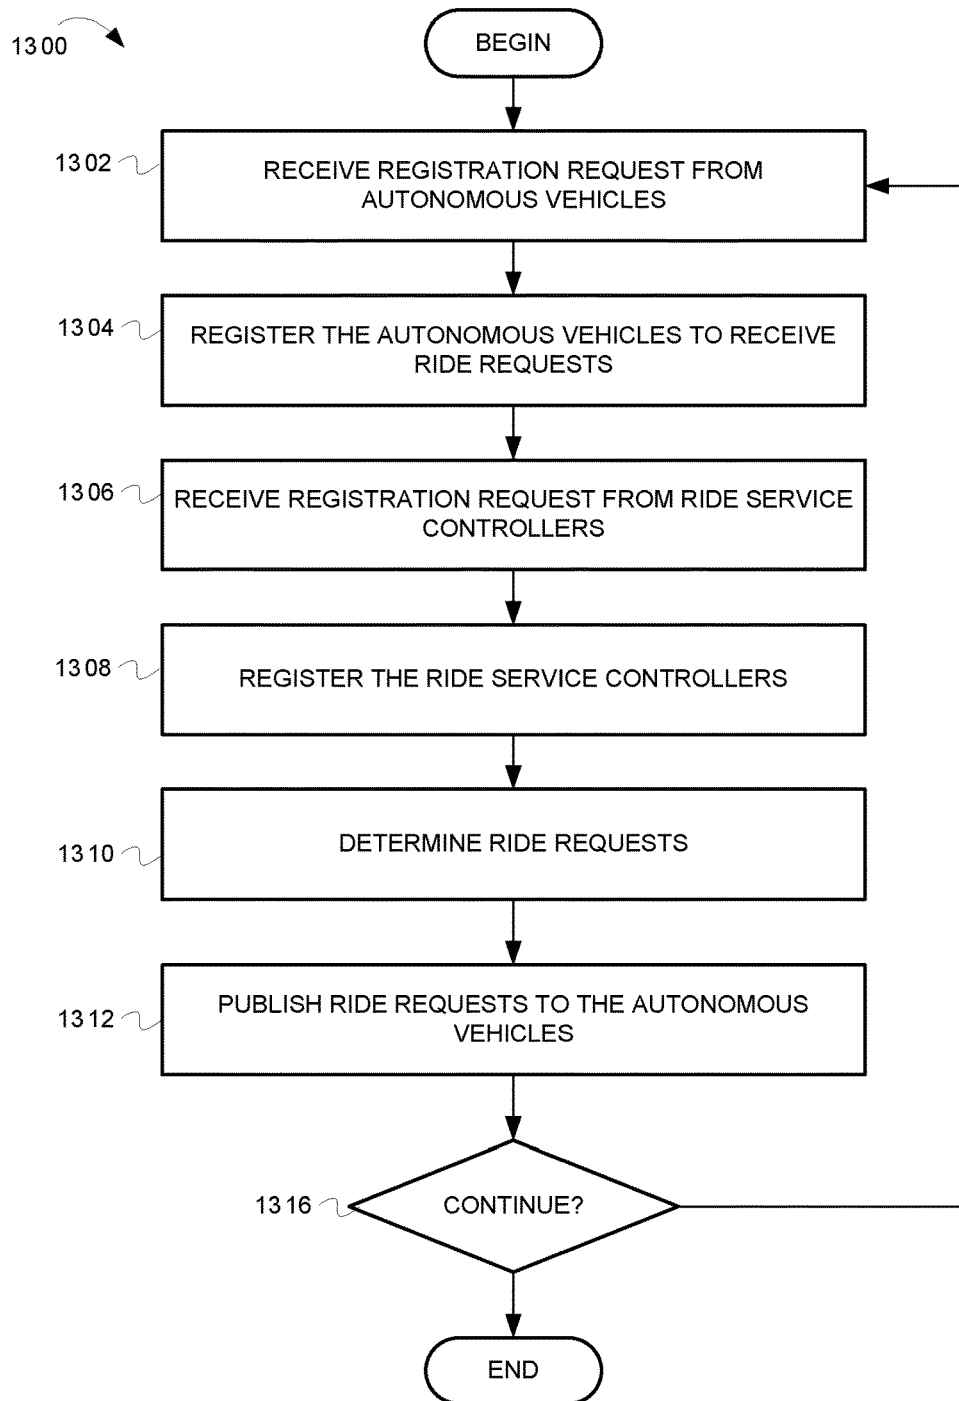 1300
BEGIN
1302
RECEIVE REGISTRATION REQUEST FROM
AUTONOMOUS VEHICLES
1304
REGISTER THE AUTONOMOUS VEHICLES TO RECEIVE
RIDE REQUESTS
1306
RECEIVE REGISTRATION REQUEST FROM RIDE SERVICE
CONTROLLERS
1308
REGISTER THE RIDE SERVICE CONTROLLERS
1310
DETERMINE RIDE REQUESTS
1312
PUBLISH RIDE REQUESTS TO THE AUTONOMOUS
VEHICLES
1316
CONTINUE?
END